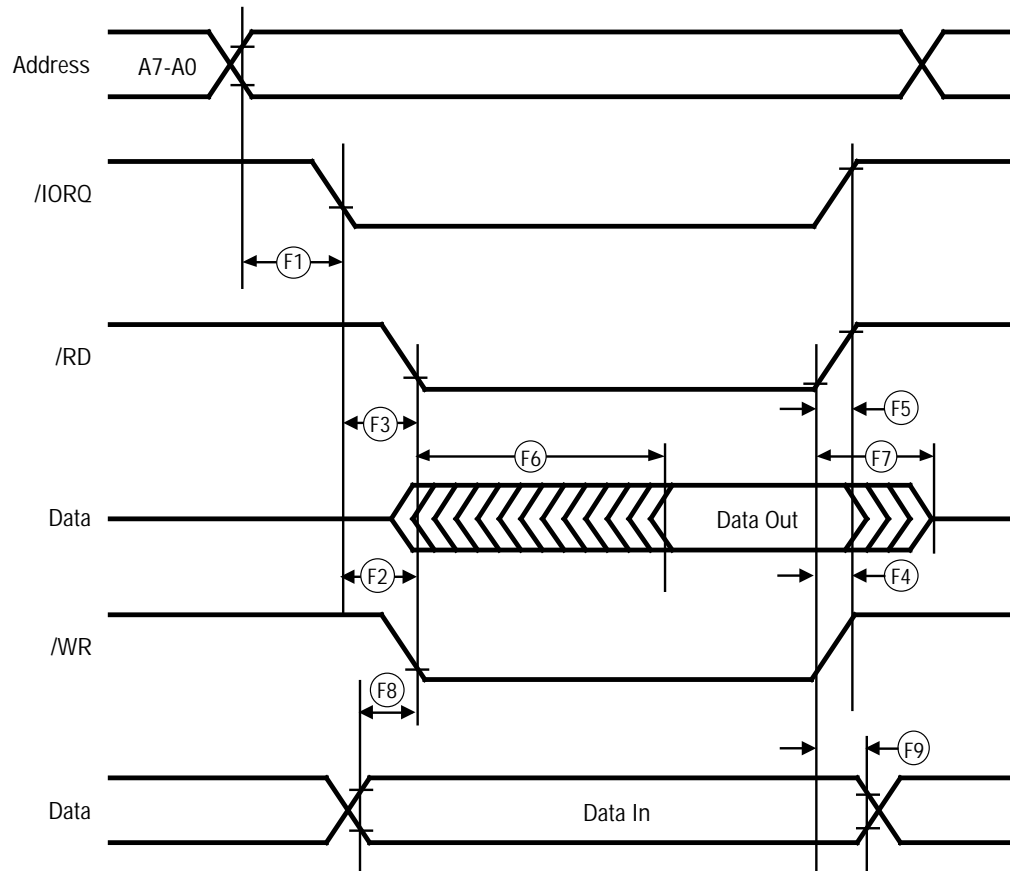 Address
A7-A0
/IORQ
F1
/RD
F3
F5
F6
F7
Data
Data Out
F2
F4
/WR
F8
F9
Data
Data In